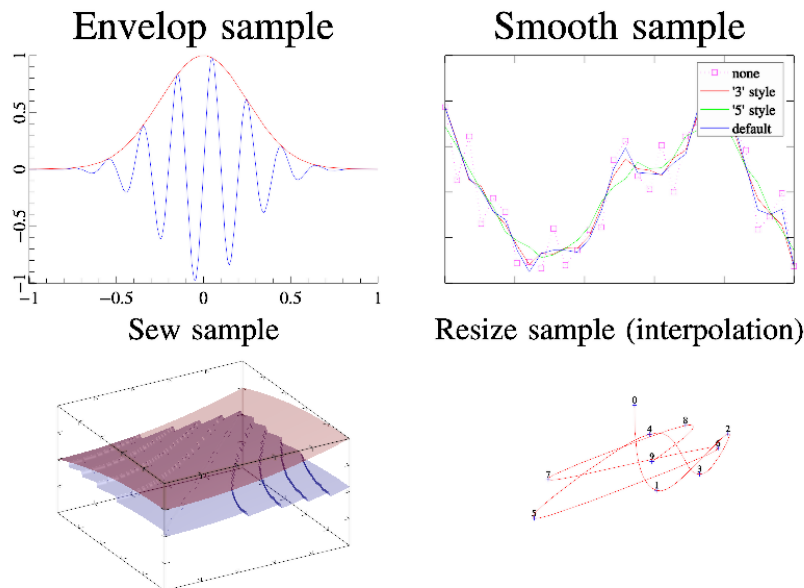 Envelop sample
Smooth sample
1
0.5
0
−0.5
−1
−1
−0.5
0
0.5
1
none
'3' style
'5' style
default
Sew sample
Resize sample (interpolation)
0
8
4
2
6
9
7
3
1
5